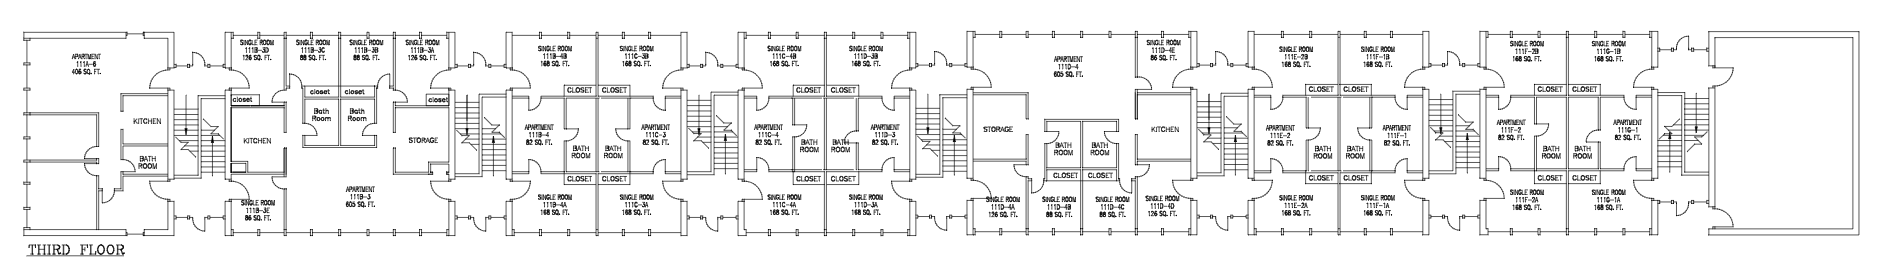 APARTMENT
111A-6
406 SQ. FT.
KITCHEN
BATH
ROOM
SINGLE ROOM
111B-3D
126 SQ. FT.
SINGLE ROOM
111B-3C
88 SQ. FT.
SINGLE ROOM
111B-3B
88 SQ. FT.
SINGLE ROOM
111B-3A
126 SQ. FT.
closet
closet
closet
closet
Bath
Room
Bath
Room
KITCHEN
STORAGE
APARTMENT
111B-3
605 SQ. FT.
SINGLE ROOM
111B-3E
86 SQ. FT.
SINGLE ROOM
111B-4B
168 SQ. FT.
SINGLE ROOM
111C-3B
168 SQ. FT.
CLOSET
CLOSET
APARTMENT
111B-4
82 SQ. FT.
BATH
ROOM
BATH
ROOM
APARTMENT
111C-3
82 SQ. FT.
CLOSET
CLOSET
SINGLE ROOM
111B-4A
168 SQ. FT.
SINGLE ROOM
111C-3A
168 SQ. FT.
SINGLE ROOM
111C-4B
168 SQ. FT.
SINGLE ROOM
111D-3B
168 SQ. FT.
CLOSET
CLOSET
APARTMENT
111C-4
82 SQ. FT.
BATH
ROOM
BATH
ROOM
APARTMENT
111D-3
82 SQ. FT.
CLOSET
CLOSET
SINGLE ROOM
111C-4A
168 SQ. FT.
SINGLE ROOM
111D-3A
168 SQ. FT.
APARTMENT
111D-4
605 SQ. FT.
SINGLE ROOM
111D-4E
86 SQ. FT.
STORAGE
KITCHEN
BATH
ROOM
BATH
ROOM
CLOSET
CLOSET
SINGLE ROOM
111D-4A
126 SQ. FT.
SINGLE ROOM
111D-4B
88 SQ. FT.
SINGLE ROOM
111D-4C
88 SQ. FT.
SINGLE ROOM
111D-4D
126 SQ. FT.
SINGLE ROOM
111E-2B
168 SQ. FT.
SINGLE ROOM
111F-1B
168 SQ. FT.
CLOSET
CLOSET
APARTMENT
111E-2
82 SQ. FT.
BATH
ROOM
BATH
ROOM
APARTMENT
111F-1
82 SQ. FT.
CLOSET
CLOSET
SINGLE ROOM
111E-2A
168 SQ. FT.
SINGLE ROOM
111F-1A
168 SQ. FT.
SINGLE ROOM
111F-2B
168 SQ. FT.
SINGLE ROOM
111G-1B
168 SQ. FT.
CLOSET
CLOSET
APARTMENT
111F-2
82 SQ. FT.
BATH
ROOM
BATH
ROOM
APARTMENT
111G-1
82 SQ. FT.
CLOSET
CLOSET
SINGLE ROOM
111F-2A
168 SQ. FT.
SINGLE ROOM
111G-1A
168 SQ. FT.
THIRD FLOOR